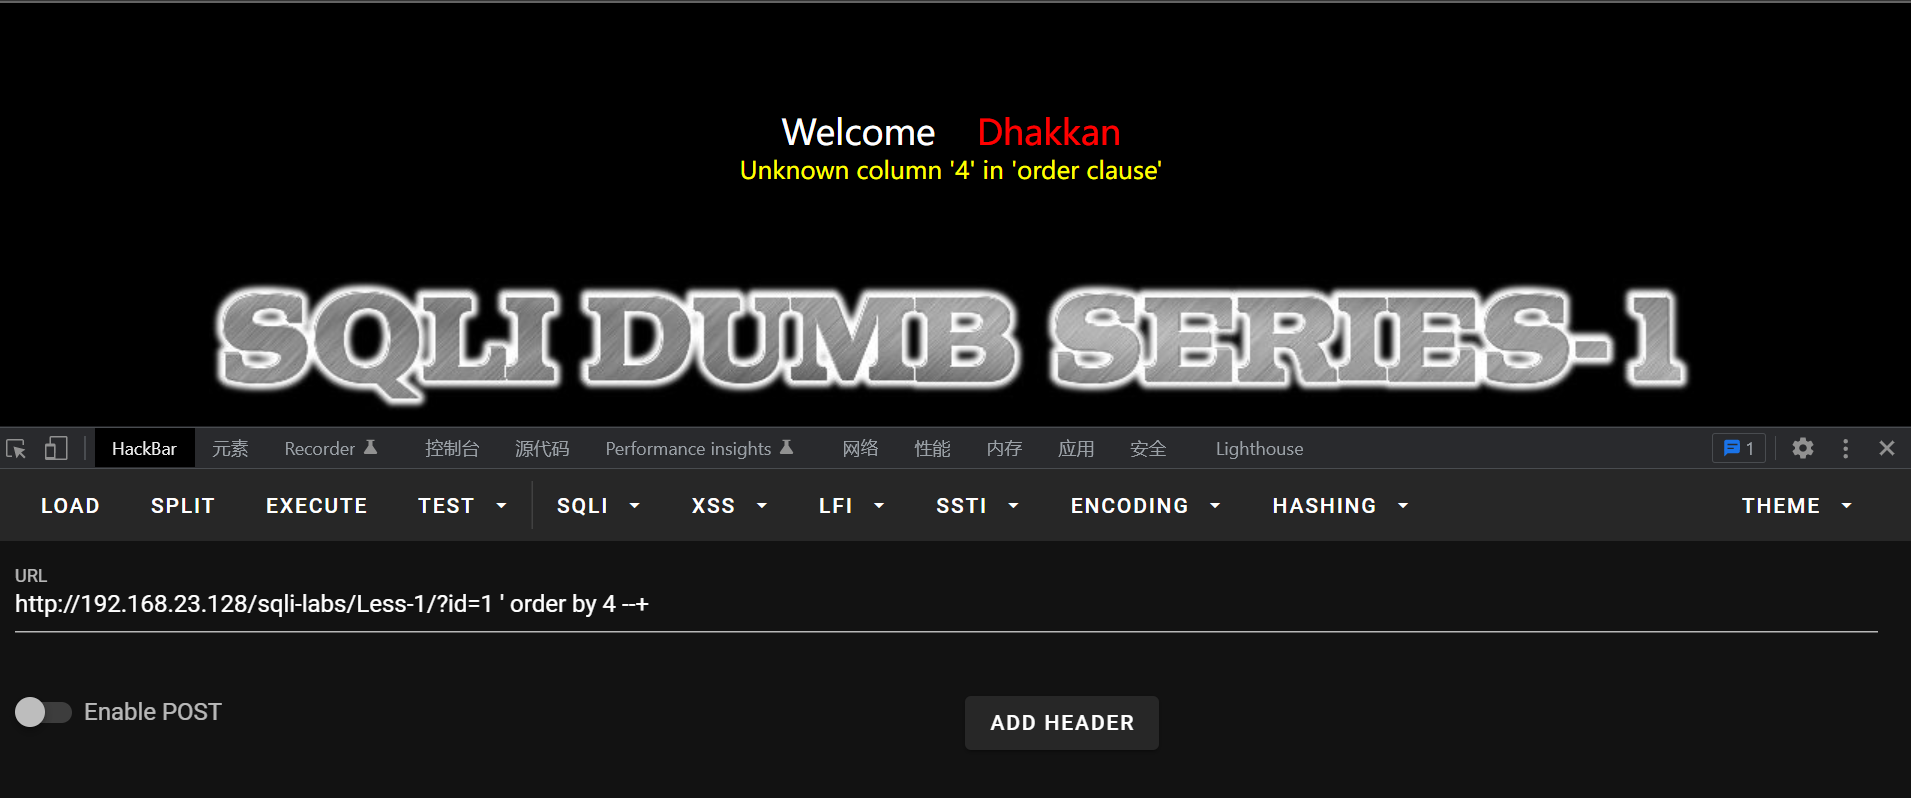 Welcome Dhakkan
Unknown column '4' in 'order clause'
SQLI DUMB SERIES-1
HackBar 元素 Recorder 控制台 源代码 Performance insights 网络 性能 内存 应用 安全 Lighthouse 1
LOAD SPLIT EXECUTE TEST SQLI XSS LFI SSTI ENCODING HASHING THEME
URL
http://192.168.23.128/sqli-labs/Less-1/?id=1 ' order by 4 --+
Enable POST ADD HEADER